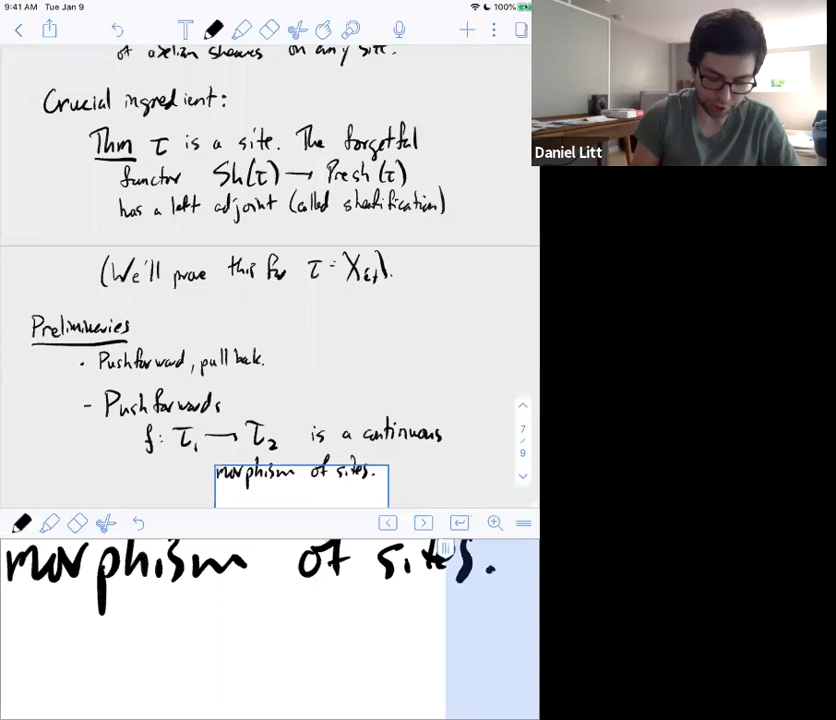 9:41 AM Tue Jan 9
100%
of abelian sheaves on any site.
Crucial ingredient:
Thm τ is a site. The forgetful
functor Sh(τ) → Presh(τ)
has a left adjoint (called sheafification)
(We'll prove this for τ = X_ét).
Preliminaries
· Pushforward, pullback.
- Pushforwards
f: τ₁ → τ₂ is a continuous
morphism of sites.
7
/
9
morphism of sites.
Daniel Litt